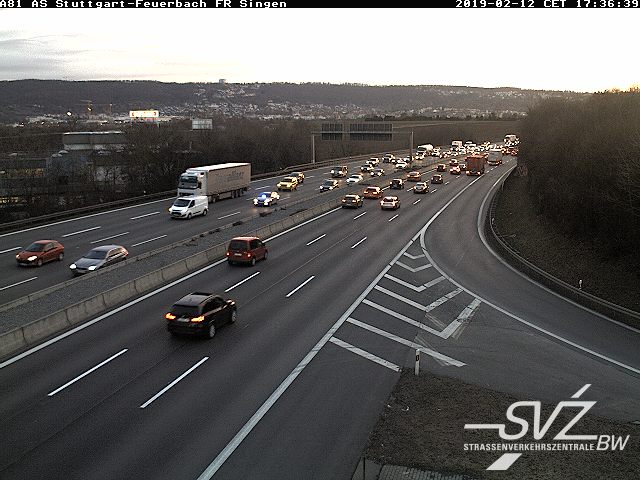 A81 AS Stuttgart-Feuerbach FR Singen
2019-02-12 CET 17:36:39
SVZ
STRASSENVERKEHRSZENTRALE BW